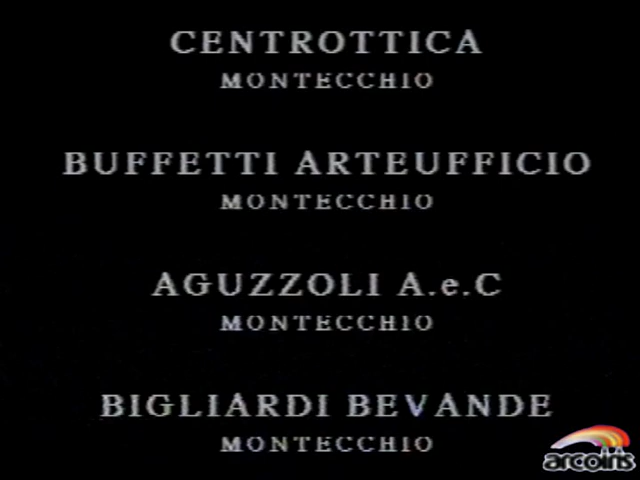 CENTROTTICA
MONTECCHIO
BUFFETTI ARTEUFFICIO
MONTECCHIO
AGUZZOLI A.e.C
MONTECCHIO
BIGLIARDI BEVANDE
MONTECCHIO
arcoiris